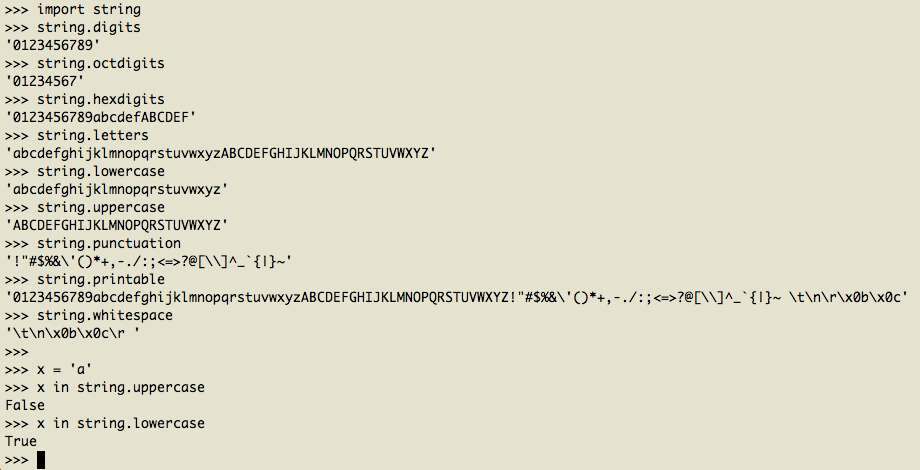 >>> import string
>>> string.digits
'0123456789'
>>> string.octdigits
'01234567'
>>> string.hexdigits
'0123456789abcdefABCDEF'
>>> string.letters
'abcdefghijklmnopqrstuvwxyzABCDEFGHIJKLMNOPQRSTUVWXYZ'
>>> string.lowercase
'abcdefghijklmnopqrstuvwxyz'
>>> string.uppercase
'ABCDEFGHIJKLMNOPQRSTUVWXYZ'
>>> string.punctuation
'!"#$%&\'()*+,-./:;<=>?@[\\]^_`{|}~'
>>> string.printable
'0123456789abcdefghijklmnopqrstuvwxyzABCDEFGHIJKLMNOPQRSTUVWXYZ!"#$%&\'()*+,-./:;<=>?@[\\]^_`{|}~ \t\n\r\x0b\x0c'
>>> string.whitespace
'\t\n\x0b\x0c\r '
>>>
>>> x = 'a'
>>> x in string.uppercase
False
>>> x in string.lowercase
True
>>>